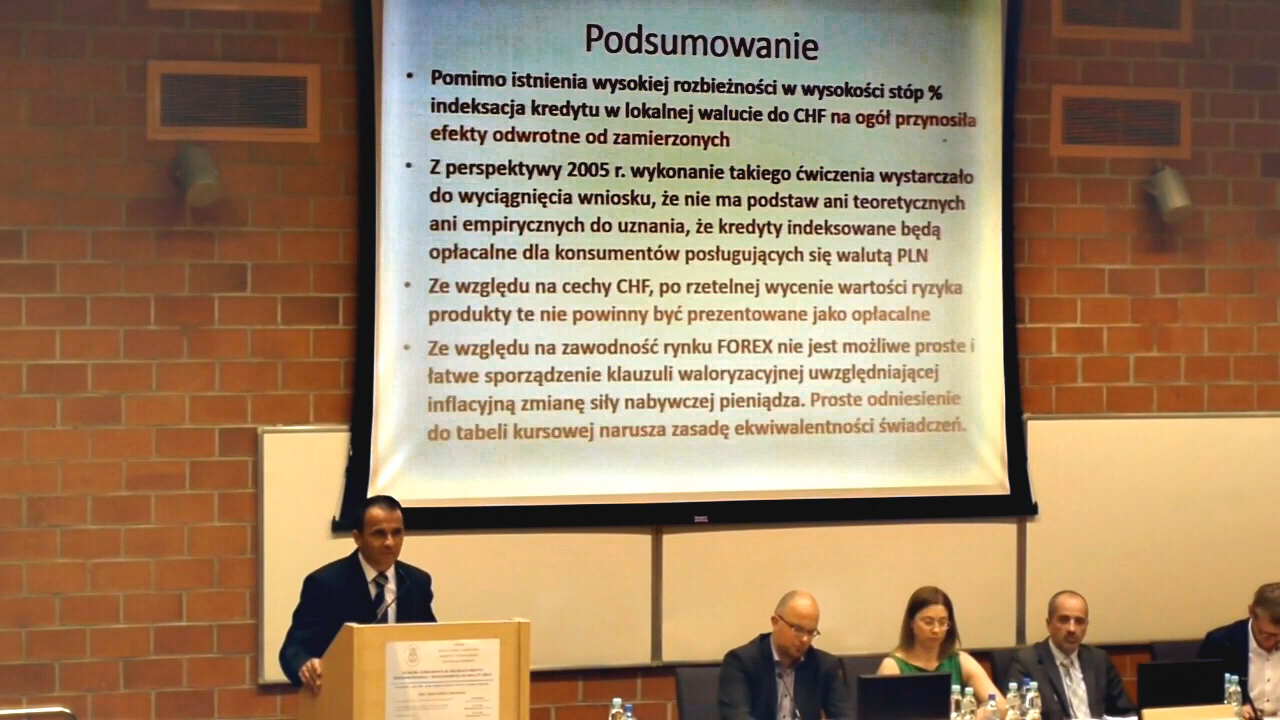 Podsumowanie
• Pomimo istnienia wysokiej rozbieżności w wysokości stóp %
indeksacja kredytu w lokalnej walucie do CHF na ogół przynosiła
efekty odwrotne od zamierzonych
• Z perspektywy 2005 r. wykonanie takiego ćwiczenia wystarczało
do wyciągnięcia wniosku, że nie ma podstaw ani teoretycznych
ani empirycznych do uznania, że kredyty indeksowane będą
opłacalne dla konsumentów posługujących się walutą PLN
• Ze względu na cechy CHF, po rzetelnej wycenie wartości ryzyka
produkty te nie powinny być prezentowane jako opłacalne
• Ze względu na zawodność rynku FOREX nie jest możliwe proste i
łatwe sporządzenie klauzuli waloryzacyjnej uwzględniającej
inflacyjną zmianę siły nabywczej pieniądza. Proste odniesienie
do tabeli kursowej narusza zasadę ekwiwalentności świadczeń.